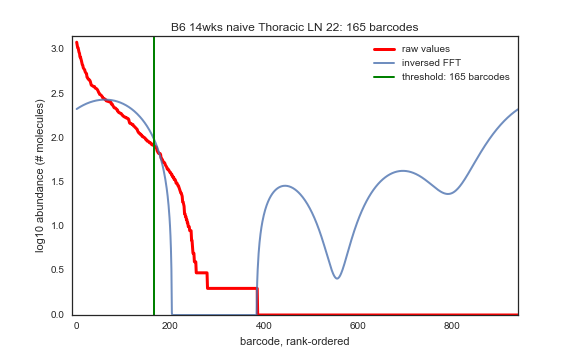 B6 14wks naive Thoracic LN 22: 165 barcodes
raw values
inversed FFT
threshold: 165 barcodes
log10 abundance (# molecules)
3.0
2.5
2.0
1.5
1.0
0.5
0.0
0 200 400 600 800
barcode, rank-ordered